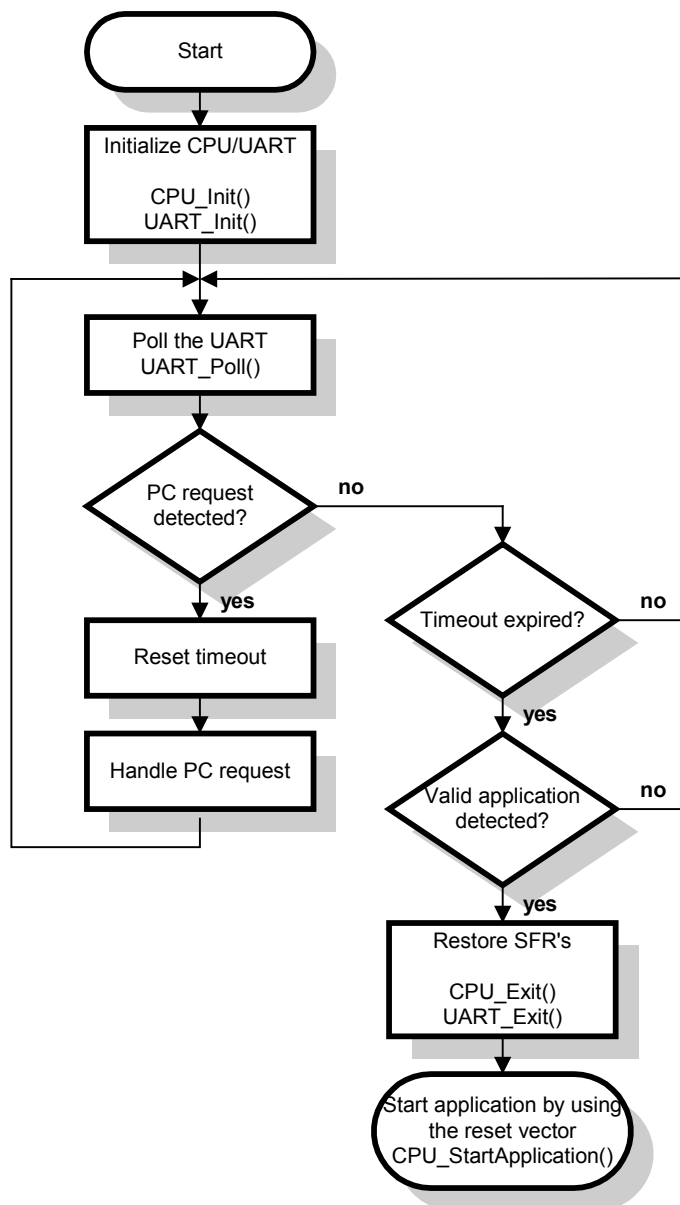 Start
Initialize CPU/UART
CPU_Init()
UART_Init()
Poll the UART
UART_Poll()
PC request
detected?
no
yes
Reset timeout
Handle PC request
Timeout expired?
no
yes
Valid application
detected?
no
yes
Restore SFR's
CPU_Exit()
UART_Exit()
Start application by using
the reset vector
CPU_StartApplication()